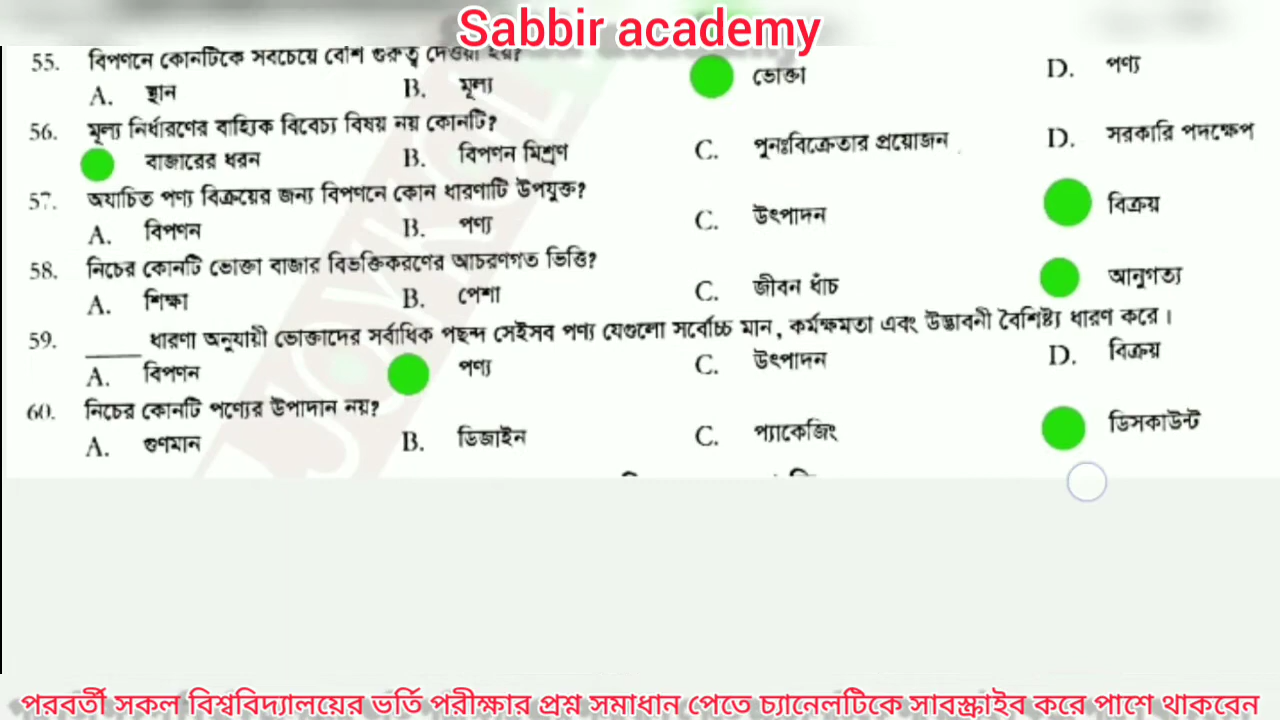 Sabbir academy
55. বিপণনে কোনটিকে সবচেয়ে বেশি গুরুত্ব দেওয়া হয়?
A. স্থান B. মূল্য ভোক্তা D. পণ্য
56. মূল্য নির্ধারণের বাহ্যিক বিবেচ্য বিষয় নয় কোনটি?
বাজারের ধরন B. বিপণন মিশ্রণ C. পুনঃবিক্রেতার প্রয়োজন D. সরকারি পদক্ষেপ
57. অযাচিত পণ্য বিক্রয়ের জন্য বিপণনে কোন ধারণাটি উপযুক্ত?
A. বিপণন B. পণ্য C. উৎপাদন বিক্রয়
58. নিচের কোনটি ভোক্তা বাজার বিভক্তিকরণের আচরণগত ভিত্তি?
A. শিক্ষা B. পেশা C. জীবন ধাঁচ আনুগত্য
59. _____ ধারণা অনুযায়ী ভোক্তাদের সর্বাধিক পছন্দ সেইসব পণ্য যেগুলো সর্বোচ্চ মান, কর্মক্ষমতা এবং উদ্ভাবনী বৈশিষ্ট্য ধারণ করে।
A. বিপণন পণ্য C. উৎপাদন D. বিক্রয়
60. নিচের কোনটি পণ্যের উপাদান নয়?
A. গুণমান B. ডিজাইন C. প্যাকেজিং ডিসকাউন্ট
পরবর্তী সকল বিশ্ববিদ্যালয়ের ভর্তি পরীক্ষার প্রশ্ন সমাধান পেতে চ্যানেলটিকে সাবস্ক্রাইব করে পাশে থাকবেন